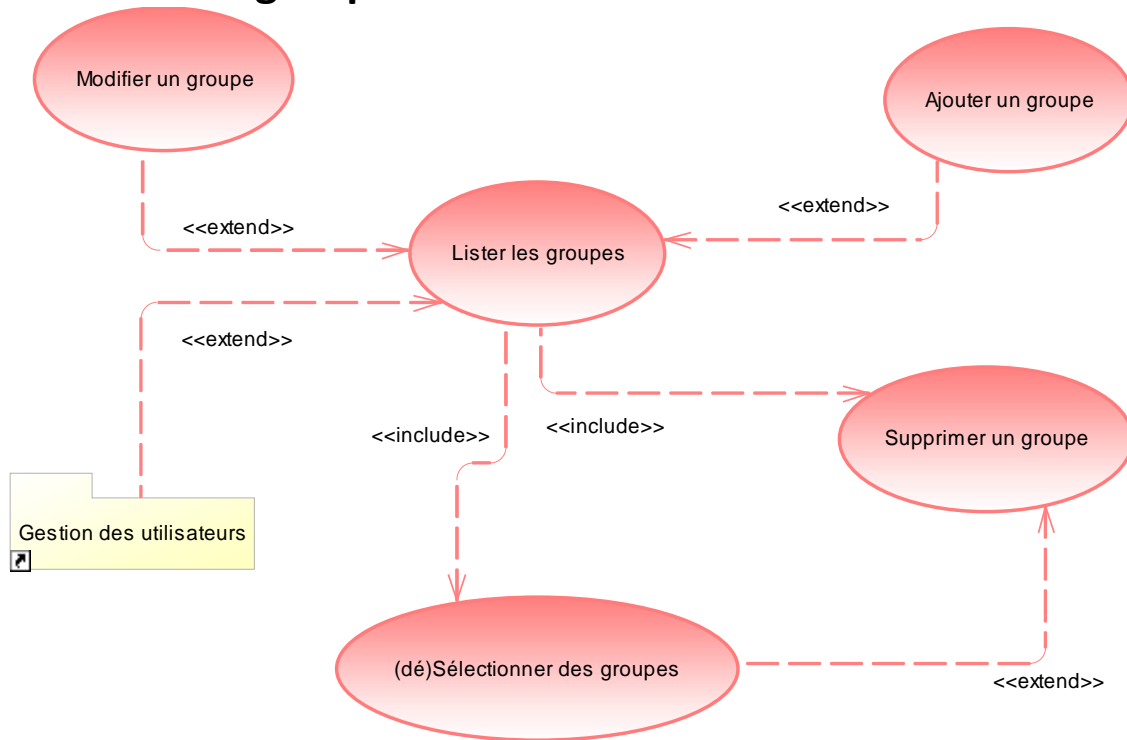 Modifier un groupe
Ajouter un groupe
<<extend>>
<<extend>>
Lister les groupes
<<extend>>
<<include>>
<<include>>
Supprimer un groupe
Gestion des utilisateurs
(dé)Sélectionner des groupes
<<extend>>